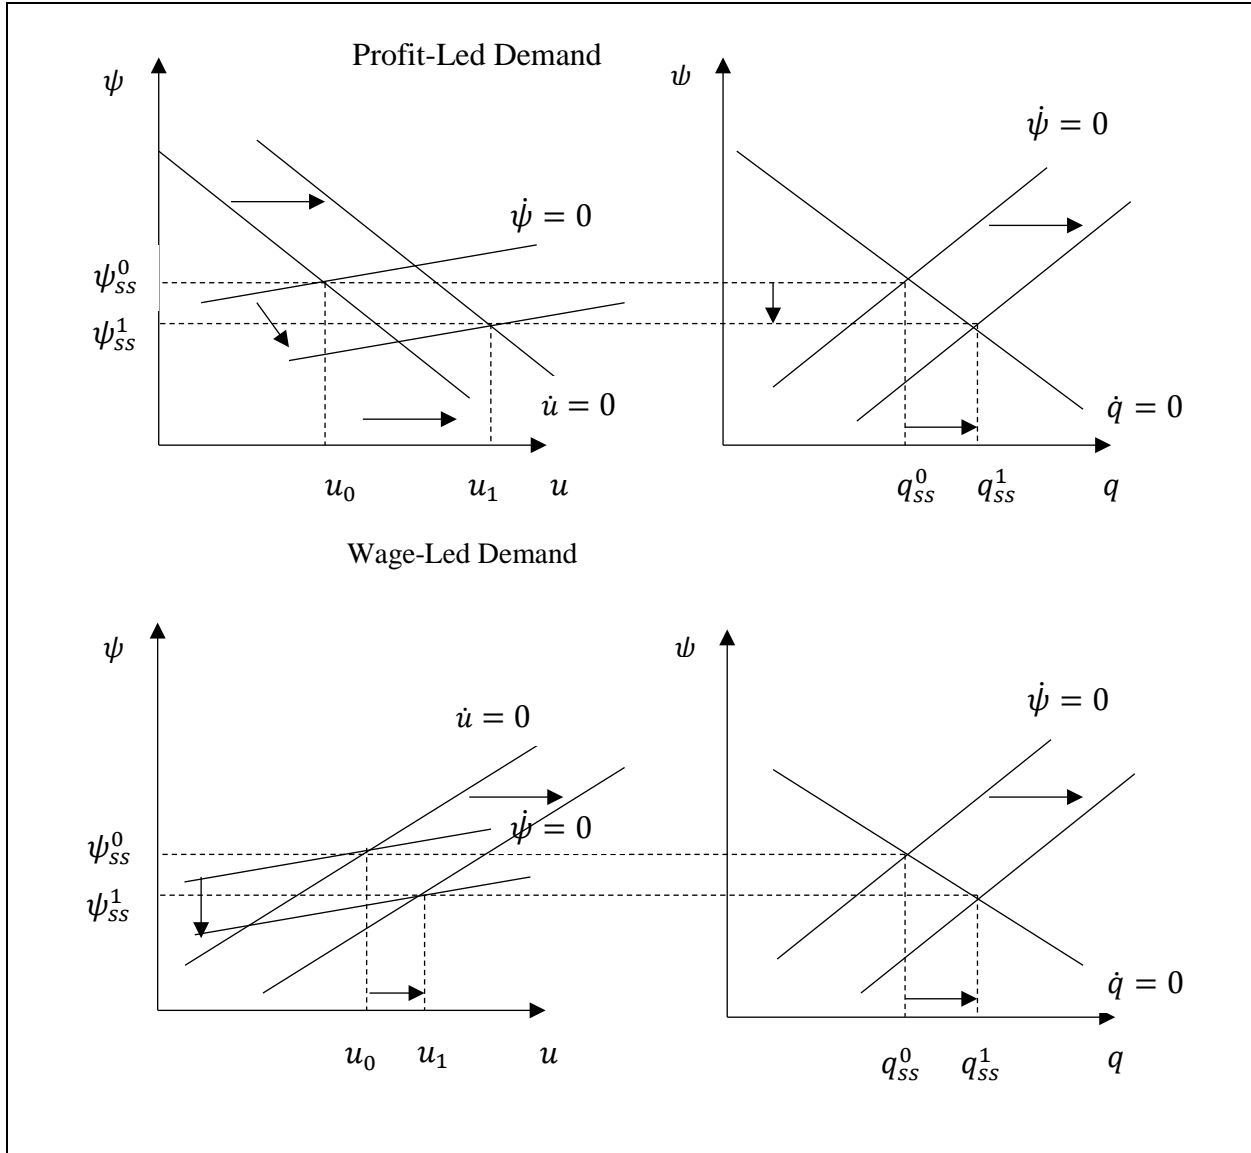 Profit-Led Demand
ψ
ψ
ψ̇ = 0
ψ̇ = 0
ψ⁰ₛₛ
ψ¹ₛₛ
u̇ = 0
q̇ = 0
u₀ u₁ u
q⁰ₛₛ q¹ₛₛ q
Wage-Led Demand
ψ
ψ
u̇ = 0
ψ̇ = 0
ψ̇ = 0
ψ⁰ₛₛ
ψ¹ₛₛ
q̇ = 0
u₀ u₁ u
q⁰ₛₛ q¹ₛₛ q